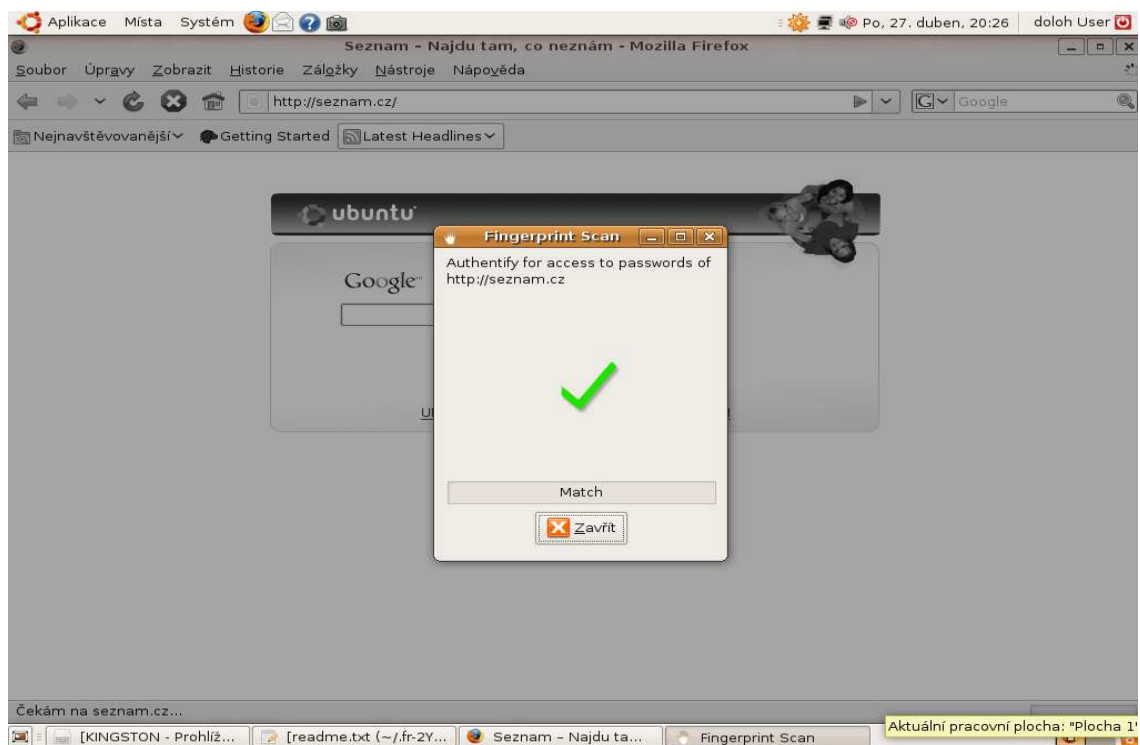 Aplikace Místa Systém Po, 27. duben, 20:26 doloh User
Seznam - Najdu tam, co neznám - Mozilla Firefox
Soubor Úpravy Zobrazit Historie Záložky Nástroje Nápověda
http://seznam.cz/ G Google
Nejnavštěvovanější Getting Started Latest Headlines
ubuntu
Fingerprint Scan
Authentify for access to passwords of
http://seznam.cz
Google
Match
Zavřít
Čekám na seznam.cz...
Aktuální pracovní plocha: "Plocha 1"
[KINGSTON - Prohlíž... [readme.txt (~/.fr-2Y... Seznam - Najdu ta... Fingerprint Scan